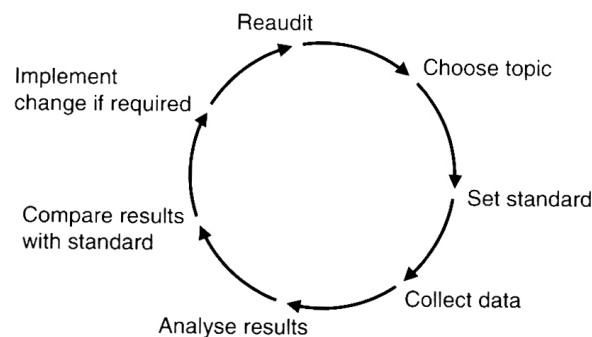 Reaudit
Choose topic
Set standard
Collect data
Analyse results
Compare results
with standard
Implement
change if required